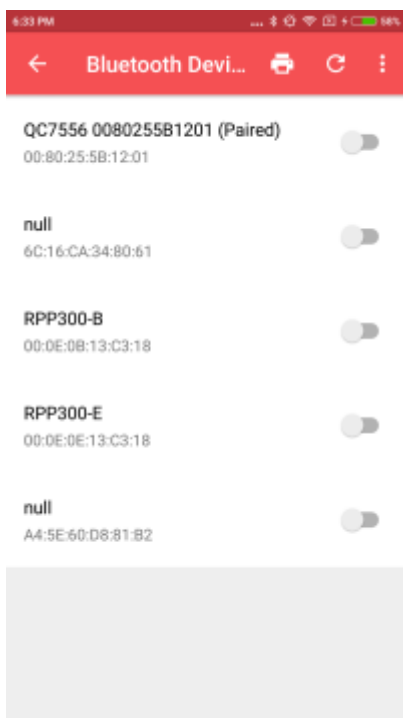 6:33 PM ... 58%
Bluetooth Devi...
QC7556 0080255B1201 (Paired)
00:80:25:5B:12:01
null
6C:16:CA:34:80:61
RPP300-B
00:0E:0B:13:C3:18
RPP300-E
00:0E:0E:13:C3:18
null
A4:5E:60:D8:81:B2